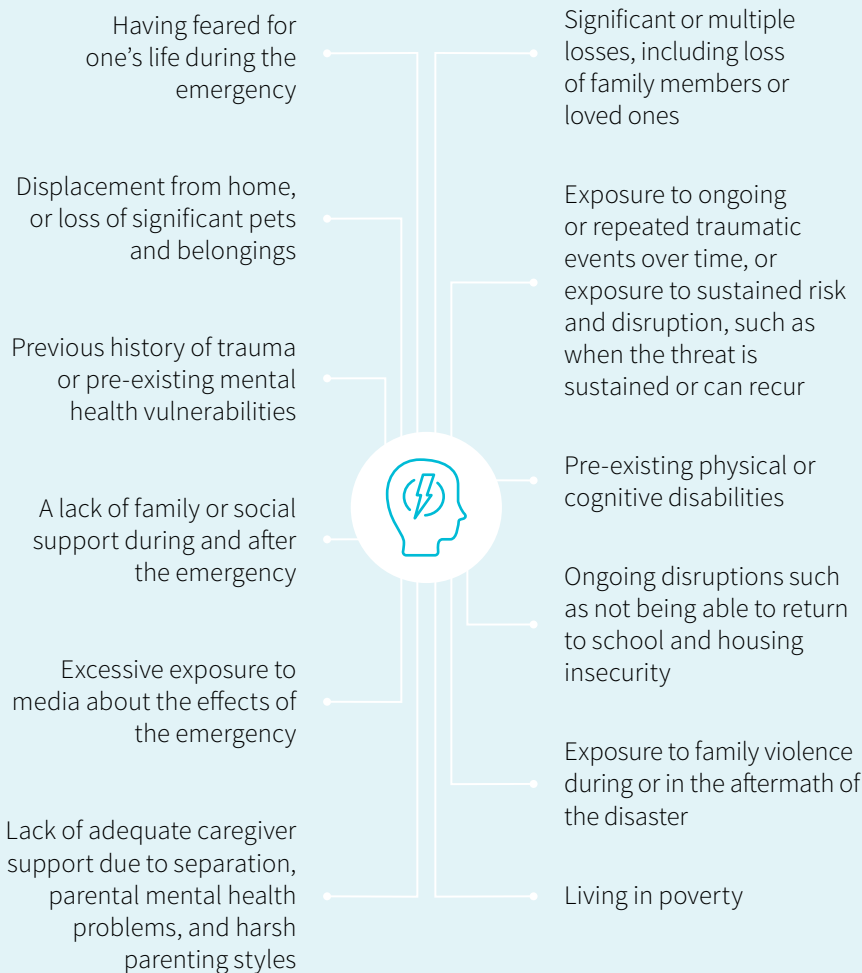 Having feared for
one’s life during the
emergency
Displacement from home,
or loss of significant pets
and belongings
Previous history of trauma
or pre-existing mental
health vulnerabilities
A lack of family or social
support during and after
the emergency
Excessive exposure to
media about the effects of
the emergency
Lack of adequate caregiver
support due to separation,
parental mental health
problems, and harsh
parenting styles
Significant or multiple
losses, including loss
of family members or
loved ones
Exposure to ongoing
or repeated traumatic
events over time, or
exposure to sustained risk
and disruption, such as
when the threat is
sustained or can recur
Pre-existing physical or
cognitive disabilities
Ongoing disruptions such
as not being able to return
to school and housing
insecurity
Exposure to family violence
during or in the aftermath of
the disaster
Living in poverty